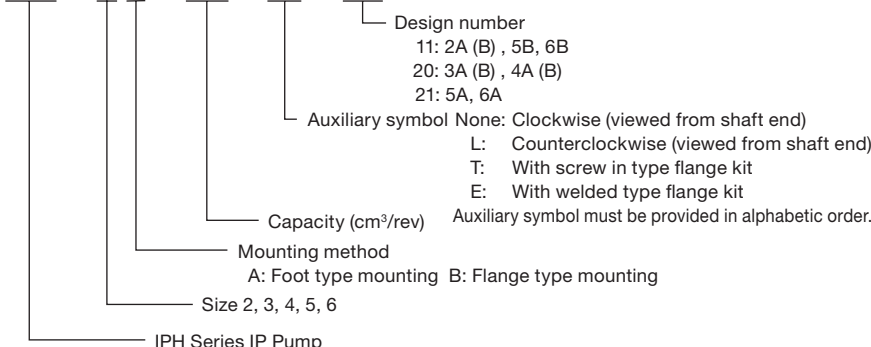 Design number
11: 2A (B) , 5B, 6B
20: 3A (B) , 4A (B)
21: 5A, 6A
Auxiliary symbol None: Clockwise (viewed from shaft end)
L: Counterclockwise (viewed from shaft end)
T: With screw in type flange kit
E: With welded type flange kit
Capacity (cm³/rev) Auxiliary symbol must be provided in alphabetic order.
Mounting method
A: Foot type mounting B: Flange type mounting
Size 2, 3, 4, 5, 6
IPH Series IP Pump